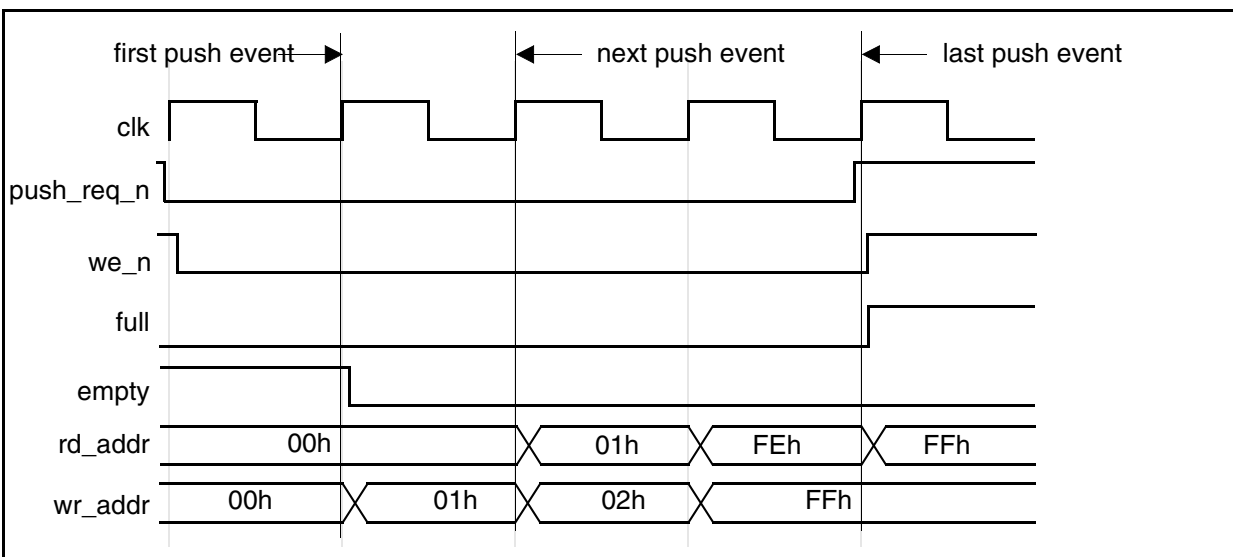 first push event next push event last push event
clk
push_req_n
we_n
full
empty
rd_addr 00h 01h FEh FFh
wr_addr 00h 01h 02h FFh